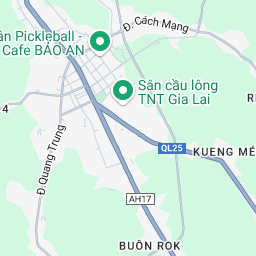 Đ. Cách Mạng
ân Pickleball -
Cafe BẢO AN
Sân cầu lông
TNT Gia Lai
4
Đ. Quang Trung
QL25
KUENG MÉ
AH17
BUÔN ROK